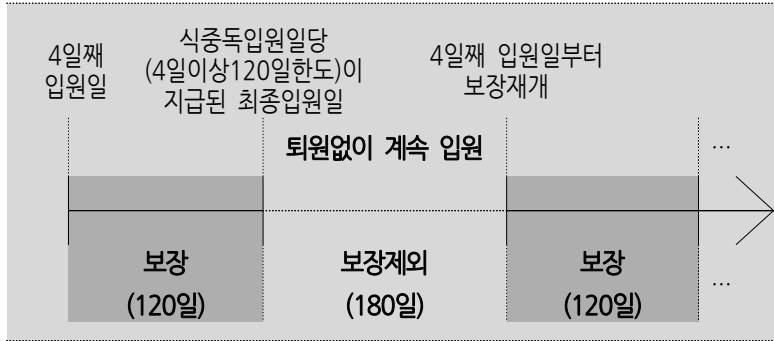 4일째
입원일
식중독입원일당
(4일이상120일한도)이
지급된 최종입원일
4일째 입원일부터
보장재개
퇴원없이 계속 입원
…
보장
(120일)
보장제외
(180일)
보장
(120일)
…